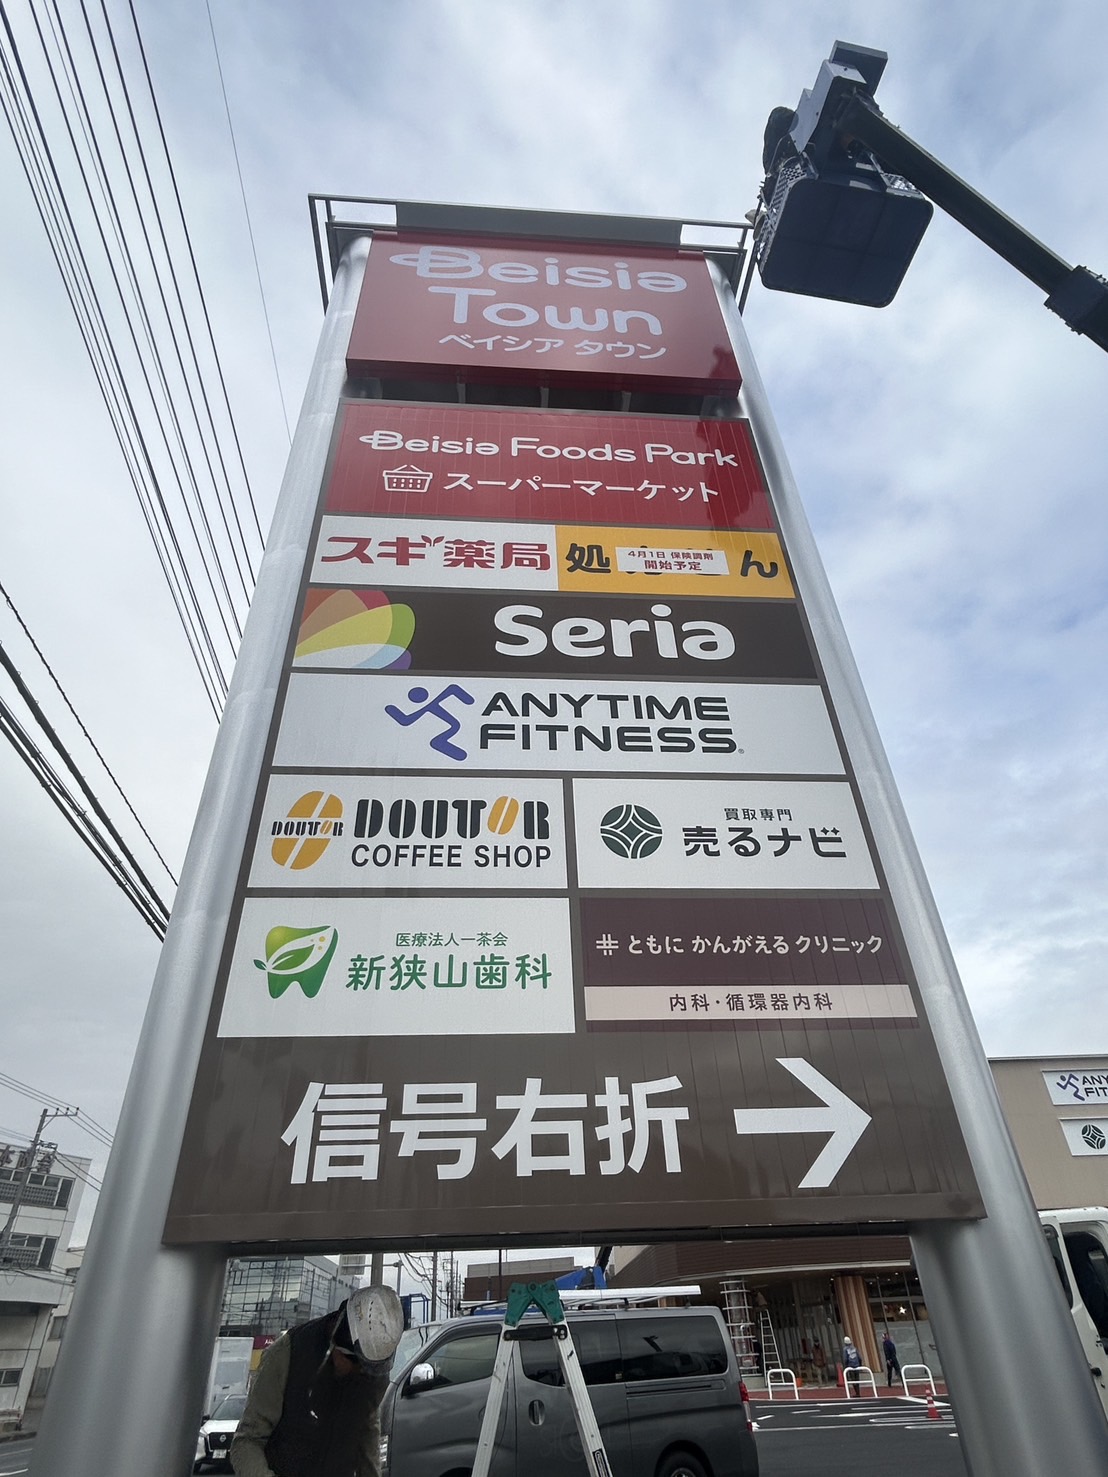 Beisia
Town
ベイシア タウン
Beisia Foods Park
スーパーマーケット
スギ薬局
処 ん
4月1日 保険調剤
開始予定
Seria
ANYTIME
FITNESS
DOUTOR
DOUTOR
COFFEE SHOP
買取専門
売るナビ
医療法人一茶会
新狭山歯科
ともに かんがえる クリニック
内科・循環器内科
信号右折 →
ANY
FIT